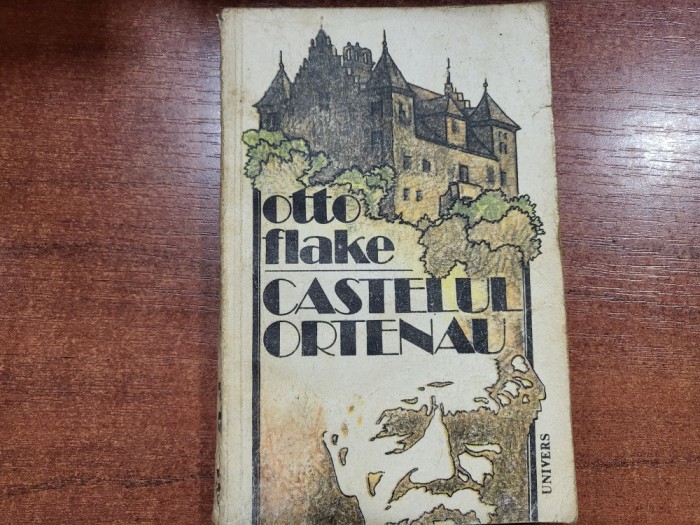 otto
flake
CASTELUL
ORTENAU
UNIVERS